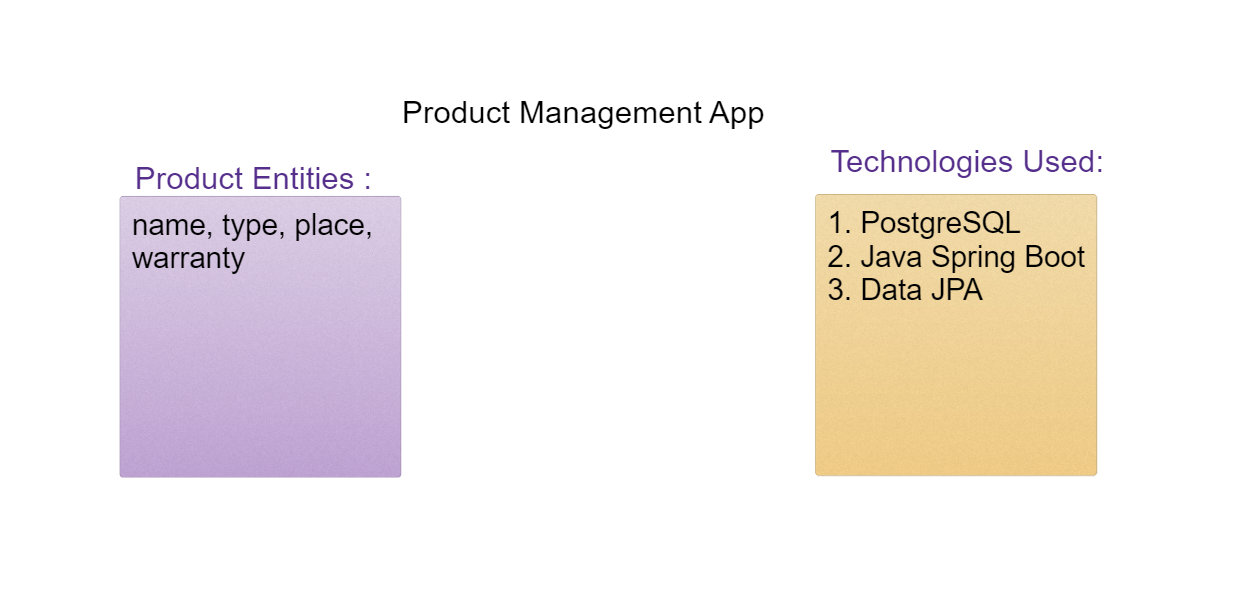 Product Management App
Product Entities :
name, type, place,
warranty
Technologies Used:
1. PostgreSQL
2. Java Spring Boot
3. Data JPA